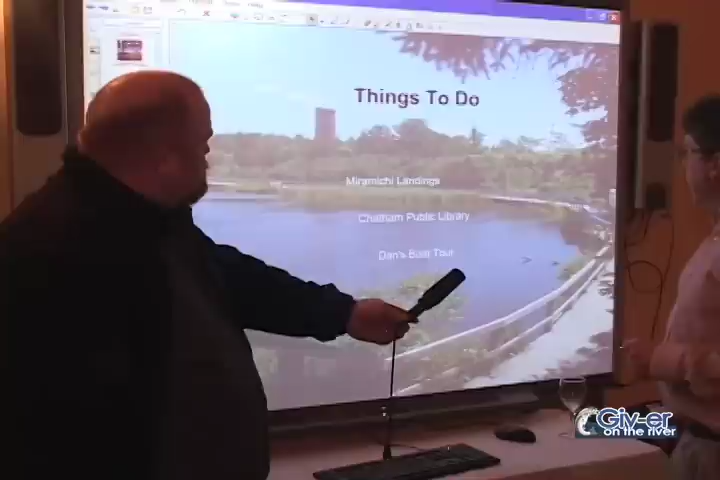 Things To Do
Miramichi Landings
Chatham Public Library
Dan's Boat Tour
Giv-er
on the river